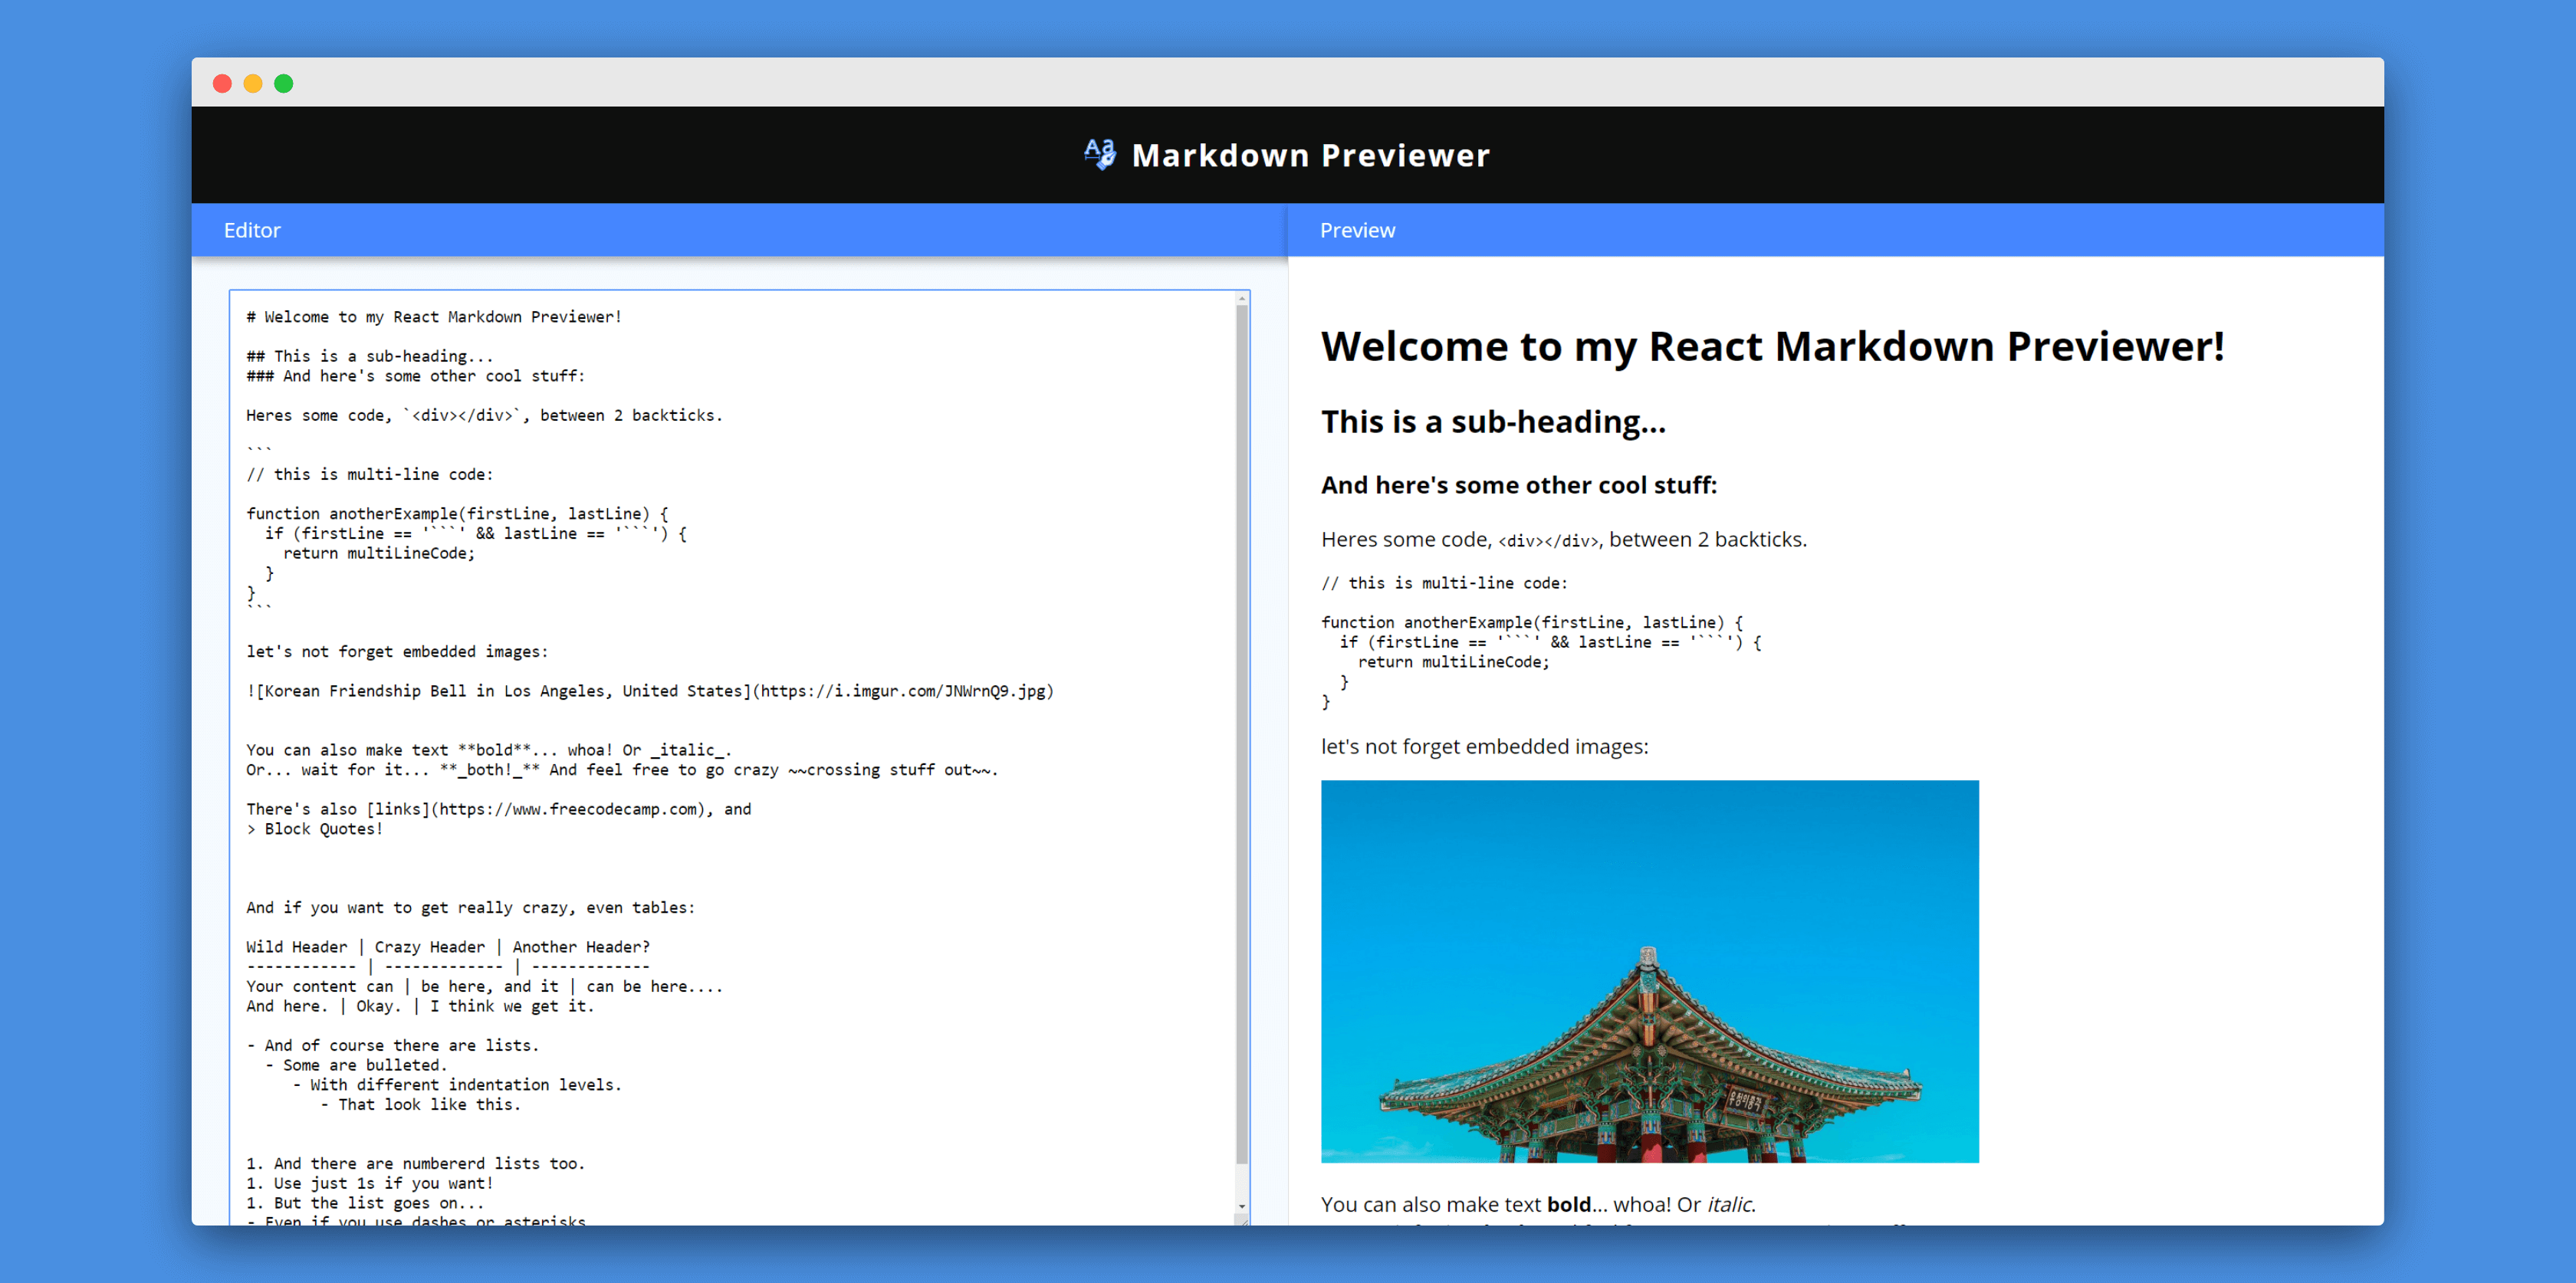 Aa Markdown Previewer
Editor
# Welcome to my React Markdown Previewer!
## This is a sub-heading...
### And here's some other cool stuff:
Heres some code, `<div></div>`, between 2 backticks.
```
// this is multi-line code:
function anotherExample(firstLine, lastLine) {
  if (firstLine == '```' && lastLine == '```') {
    return multiLineCode;
  }
}
```
let's not forget embedded images:
![Korean Friendship Bell in Los Angeles, United States](https://i.imgur.com/JNWrnQ9.jpg)
You can also make text **bold**... whoa! Or _italic_.
Or... wait for it... **_both!_** And feel free to go crazy ~~crossing stuff out~~.
There's also [links](https://www.freecodecamp.com), and
> Block Quotes!
And if you want to get really crazy, even tables:
Wild Header | Crazy Header | Another Header?
------------ | ------------- | -------------
Your content can | be here, and it | can be here....
And here. | Okay. | I think we get it.
- And of course there are lists.
  - Some are bulleted.
     - With different indentation levels.
        - That look like this.
1. And there are numbererd lists too.
1. Use just 1s if you want!
1. But the list goes on...
- Even if you use dashes or asterisks
Preview
Welcome to my React Markdown Previewer!
This is a sub-heading...
And here's some other cool stuff:
Heres some code, <div></div>, between 2 backticks.
// this is multi-line code:
function anotherExample(firstLine, lastLine) {
  if (firstLine == '```' && lastLine == '```') {
    return multiLineCode;
  }
}
let's not forget embedded images:
You can also make text bold... whoa! Or italic.